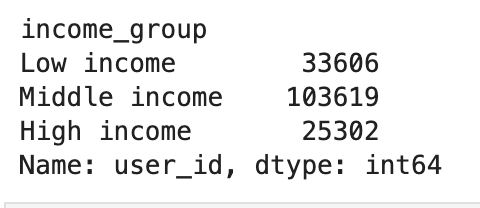 income_group
Low income 33606
Middle income 103619
High income 25302
Name: user_id, dtype: int64